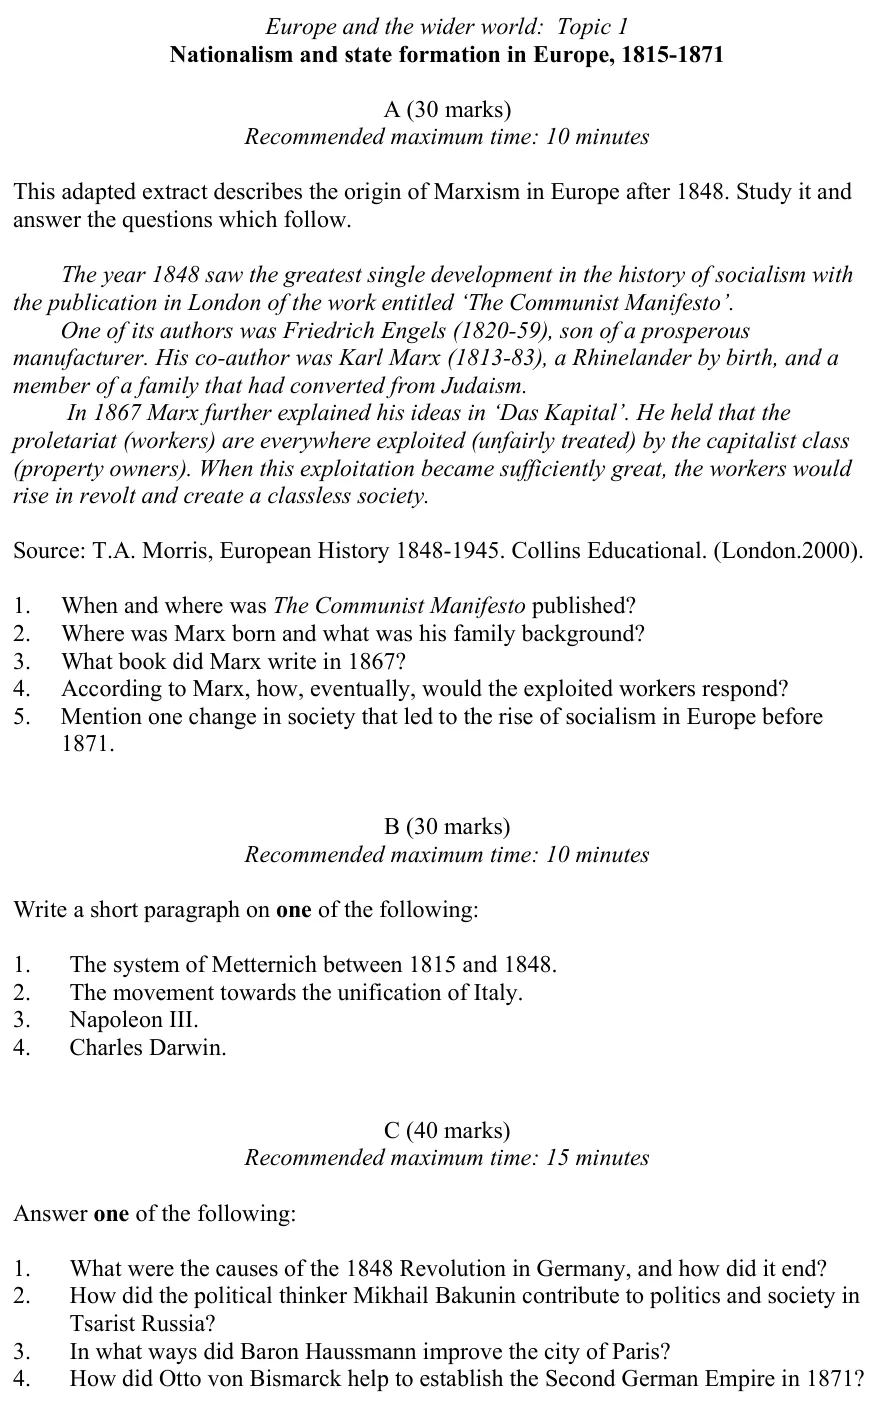 Europe and the wider world:  Topic 1
Nationalism and state formation in Europe, 1815-1871
A (30 marks)
Recommended maximum time: 10 minutes
This adapted extract describes the origin of Marxism in Europe after 1848. Study it and
answer the questions which follow.
The year 1848 saw the greatest single development in the history of socialism with
the publication in London of the work entitled ‘The Communist Manifesto’.
One of its authors was Friedrich Engels (1820-59), son of a prosperous
manufacturer. His co-author was Karl Marx (1813-83), a Rhinelander by birth, and a
member of a family that had converted from Judaism.
In 1867 Marx further explained his ideas in ‘Das Kapital’. He held that the
proletariat (workers) are everywhere exploited (unfairly treated) by the capitalist class
(property owners). When this exploitation became sufficiently great, the workers would
rise in revolt and create a classless society.
Source: T.A. Morris, European History 1848-1945. Collins Educational. (London.2000).
1. When and where was The Communist Manifesto published?
2. Where was Marx born and what was his family background?
3. What book did Marx write in 1867?
4. According to Marx, how, eventually, would the exploited workers respond?
5. Mention one change in society that led to the rise of socialism in Europe before
1871.
B (30 marks)
Recommended maximum time: 10 minutes
Write a short paragraph on one of the following:
1. The system of Metternich between 1815 and 1848.
2. The movement towards the unification of Italy.
3. Napoleon III.
4. Charles Darwin.
C (40 marks)
Recommended maximum time: 15 minutes
Answer one of the following:
1. What were the causes of the 1848 Revolution in Germany, and how did it end?
2. How did the political thinker Mikhail Bakunin contribute to politics and society in
Tsarist Russia?
3. In what ways did Baron Haussmann improve the city of Paris?
4. How did Otto von Bismarck help to establish the Second German Empire in 1871?